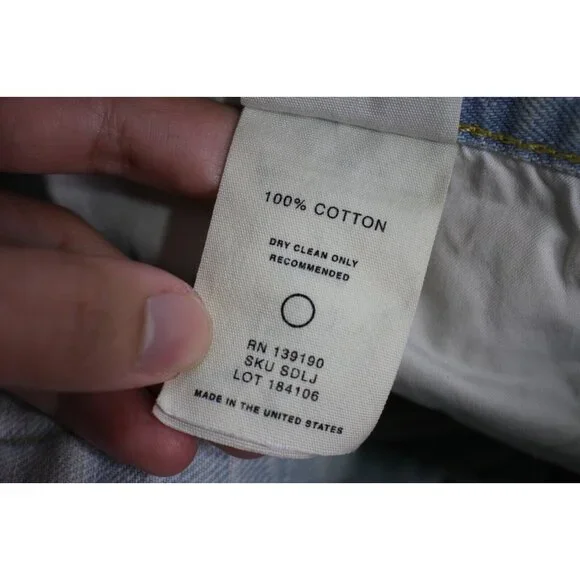 100% COTTON
DRY CLEAN ONLY
RECOMMENDED
RN 139190
SKU SDLJ
LOT 184106
MADE IN THE UNITED STATES